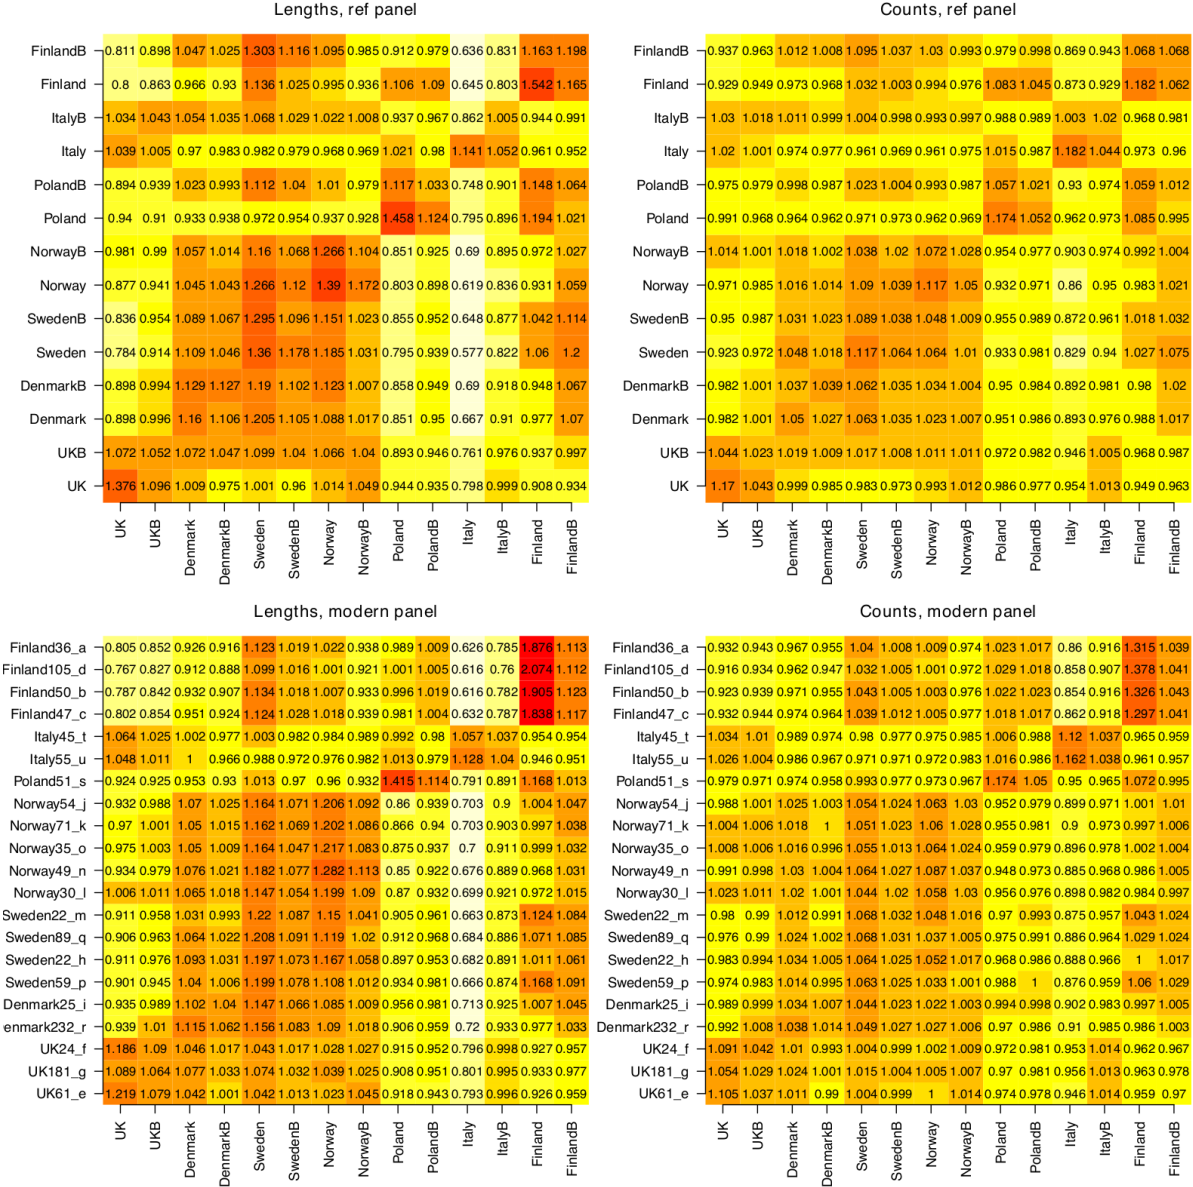 Lengths, ref panel
FinlandB 0.811 0.898 1.047 1.025 1.303 1.116 1.095 0.985 0.912 0.979 0.636 0.831 1.163 1.198
Finland 0.8 0.863 0.966 0.93 1.136 1.025 0.995 0.936 1.106 1.09 0.645 0.803 1.542 1.165
ItalyB 1.034 1.043 1.054 1.035 1.068 1.029 1.022 1.008 0.937 0.967 0.862 1.005 0.944 0.991
Italy 1.039 1.005 0.97 0.983 0.982 0.979 0.968 0.969 1.021 0.98 1.141 1.052 0.961 0.952
PolandB 0.894 0.939 1.023 0.993 1.112 1.04 1.01 0.979 1.117 1.033 0.748 0.901 1.148 1.064
Poland 0.94 0.91 0.933 0.938 0.972 0.954 0.937 0.928 1.458 1.124 0.795 0.896 1.194 1.021
NorwayB 0.981 0.99 1.057 1.014 1.16 1.068 1.266 1.104 0.851 0.925 0.69 0.895 0.972 1.027
Norway 0.877 0.941 1.045 1.043 1.266 1.12 1.39 1.172 0.803 0.898 0.619 0.836 0.931 1.059
SwedenB 0.836 0.954 1.089 1.067 1.295 1.096 1.151 1.023 0.855 0.952 0.648 0.877 1.042 1.114
Sweden 0.784 0.914 1.109 1.046 1.36 1.178 1.185 1.031 0.795 0.939 0.577 0.822 1.06 1.2
DenmarkB 0.898 0.994 1.129 1.127 1.19 1.102 1.123 1.007 0.858 0.949 0.69 0.918 0.948 1.067
Denmark 0.898 0.996 1.16 1.106 1.205 1.105 1.088 1.017 0.851 0.95 0.667 0.91 0.977 1.07
UKB 1.072 1.052 1.072 1.047 1.099 1.04 1.066 1.04 0.893 0.946 0.761 0.976 0.937 0.997
UK 1.376 1.096 1.009 0.975 1.001 0.96 1.014 1.049 0.908 0.944 0.935 0.798 0.999 0.908 0.934
UK UKB Denmark DenmarkB Sweden SwedenB Norway NorwayB Poland PolandB Italy ItalyB Finland FinlandB
Counts, ref panel
FinlandB 0.937 0.963 1.012 1.008 1.095 1.037 1.03 0.993 0.979 0.998 0.869 0.943 1.068 1.068
Finland 0.929 0.949 0.973 0.968 1.032 1.003 0.994 0.976 1.083 1.045 0.873 0.929 1.182 1.062
ItalyB 1.03 1.018 1.011 0.999 1.004 0.998 0.993 0.997 0.988 0.989 1.003 1.02 0.968 0.981
Italy 1.02 1.001 0.974 0.977 0.961 0.969 0.961 0.975 1.015 0.987 1.182 1.044 0.973 0.96
PolandB 0.975 0.979 0.998 0.987 1.023 1.004 0.993 0.987 1.057 1.021 0.93 0.974 1.059 1.012
Poland 0.991 0.968 0.964 0.962 0.971 0.973 0.962 0.969 1.174 1.052 0.962 0.973 1.085 0.995
NorwayB 1.014 1.001 1.018 1.002 1.038 1.02 1.072 1.028 0.954 0.977 0.903 0.974 0.992 1.004
Norway 0.971 0.985 1.016 1.014 1.09 1.039 1.117 1.05 0.932 0.971 0.86 0.95 0.983 1.021
SwedenB 0.95 0.987 1.031 1.023 1.089 1.038 1.048 1.009 0.955 0.989 0.872 0.961 1.018 1.032
Sweden 0.923 0.972 1.048 1.018 1.117 1.064 1.064 1.01 0.933 0.981 0.829 0.94 1.027 1.075
DenmarkB 0.982 1.001 1.037 1.039 1.062 1.035 1.034 1.004 0.95 0.984 0.892 0.981 0.98 1.02
Denmark 0.982 1.001 1.05 1.027 1.063 1.035 1.023 1.007 0.951 0.986 0.893 0.976 0.988 1.017
UKB 1.044 1.023 1.019 1.009 1.017 1.008 1.011 1.011 0.972 0.982 0.946 1.005 0.968 0.987
UK 1.17 1.043 0.999 0.985 0.983 0.973 0.993 1.012 0.986 0.977 0.954 1.013 0.949 0.963
UK UKB Denmark DenmarkB Sweden SwedenB Norway NorwayB Poland PolandB Italy ItalyB Finland FinlandB
Lengths, modern panel
Finland36_a 0.805 0.852 0.926 0.916 1.123 1.019 1.022 0.938 0.989 1.009 0.626 0.785 1.876 1.113
Finland105_d 0.767 0.827 0.912 0.888 1.099 1.016 1.001 0.921 1.001 1.005 0.616 0.76 2.074 1.112
Finland50_b 0.787 0.842 0.932 0.907 1.134 1.018 1.007 0.933 0.996 1.019 0.616 0.782 1.905 1.123
Finland47_c 0.802 0.854 0.951 0.924 1.124 1.028 1.018 0.939 0.981 1.004 0.632 0.787 1.838 1.117
Italy45_t 1.064 1.025 1.002 0.977 1.003 0.982 0.984 0.989 0.992 0.98 1.057 1.037 0.954 0.954
Italy55_u 1.048 1.011 1 0.966 0.988 0.972 0.976 0.982 1.013 0.979 1.128 1.04 0.946 0.951
Poland51_s 0.924 0.925 0.953 0.93 1.013 0.97 0.96 0.932 1.415 1.114 0.791 0.891 1.168 1.013
Norway54_j 0.932 0.988 1.07 1.025 1.164 1.071 1.206 1.092 0.86 0.939 0.703 0.9 1.004 1.047
Norway71_k 0.97 1.001 1.05 1.015 1.162 1.069 1.202 1.086 0.866 0.94 0.703 0.903 0.997 1.038
Norway35_o 0.975 1.003 1.05 1.009 1.164 1.047 1.217 1.083 0.875 0.937 0.7 0.911 0.999 1.032
Norway49_n 0.934 0.979 1.076 1.021 1.182 1.077 1.282 1.113 0.85 0.922 0.676 0.889 0.968 1.031
Norway30_l 1.006 1.011 1.065 1.018 1.147 1.054 1.199 1.09 0.87 0.932 0.699 0.921 0.972 1.015
Sweden22_m 0.911 0.958 1.031 0.993 1.22 1.087 1.15 1.041 0.905 0.961 0.663 0.873 1.124 1.084
Sweden89_q 0.906 0.963 1.064 1.022 1.208 1.091 1.119 1.02 0.912 0.968 0.684 0.886 1.071 1.085
Sweden22_h 0.911 0.976 1.093 1.031 1.197 1.073 1.167 1.058 0.897 0.953 0.682 0.891 1.011 1.061
Sweden59_p 0.901 0.945 1.04 1.006 1.199 1.078 1.108 1.012 0.934 0.981 0.666 0.874 1.168 1.091
Denmark25_i 0.935 0.989 1.102 1.04 1.147 1.066 1.085 1.009 0.956 0.981 0.713 0.925 1.007 1.045
enmark232_r 0.939 1.01 1.115 1.062 1.156 1.083 1.09 1.018 0.906 0.959 0.72 0.933 0.977 1.033
UK24_f 1.186 1.09 1.046 1.017 1.043 1.017 1.028 1.027 0.915 0.952 0.796 0.998 0.927 0.957
UK181_g 1.089 1.064 1.077 1.033 1.074 1.032 1.039 1.025 0.908 0.951 0.801 0.995 0.933 0.977
UK61_e 1.219 1.079 1.042 1.001 1.042 1.013 1.023 1.045 0.918 0.943 0.793 0.996 0.926 0.959
UK UKB Denmark DenmarkB Sweden SwedenB Norway NorwayB Poland PolandB Italy ItalyB Finland FinlandB
Counts, modern panel
Finland36_a 0.932 0.943 0.967 0.955 1.04 1.008 1.009 0.974 1.023 1.017 0.86 0.916 1.315 1.039
Finland105_d 0.916 0.934 0.962 0.947 1.032 1.005 1.001 0.972 1.029 1.018 0.858 0.907 1.378 1.041
Finland50_b 0.923 0.939 0.971 0.955 1.043 1.005 1.003 0.976 1.022 1.023 0.854 0.916 1.326 1.043
Finland47_c 0.932 0.944 0.974 0.964 1.039 1.012 1.005 0.977 1.018 1.017 0.862 0.918 1.297 1.041
Italy45_t 1.034 1.01 0.989 0.974 0.98 0.977 0.975 0.985 1.006 0.988 1.12 1.037 0.965 0.959
Italy55_u 1.026 1.004 0.986 0.967 0.972 0.971 0.972 0.983 1.016 0.986 1.162 1.038 0.961 0.957
Poland51_s 0.979 0.971 0.974 0.958 0.993 0.971 0.977 0.973 0.967 1.174 1.05 0.95 0.965 1.072 0.995
Norway54_j 0.988 1.001 1.025 1.003 1.054 1.024 1.063 1.03 0.952 0.979 0.899 0.971 1.001 1.01
Norway71_k 1.004 1.006 1.018 1 1.051 1.023 1.06 1.028 0.955 0.981 0.9 0.973 0.997 1.006
Norway35_o 1.008 1.006 1.016 0.996 1.055 1.013 1.064 1.024 0.959 0.979 0.896 0.978 1.002 1.004
Norway49_n 0.991 0.998 1.03 1.004 1.064 1.027 1.087 1.037 0.948 0.973 0.885 0.968 0.986 1.005
Norway30_l 1.023 1.011 1.02 1.001 1.044 1.02 1.058 1.03 0.956 0.976 0.898 0.982 0.984 0.997
Sweden22_m 0.98 0.99 1.012 0.991 1.068 1.032 1.048 1.016 0.97 0.993 0.875 0.957 1.043 1.024
Sweden89_q 0.976 0.99 1.024 1.002 1.068 1.031 1.037 1.005 0.975 0.991 0.886 0.964 1.029 1.024
Sweden22_h 0.983 0.994 1.034 1.005 1.064 1.025 1.052 1.017 0.968 0.986 0.888 0.966 1 1.017
Sweden59_p 0.974 0.983 1.014 0.995 1.063 1.025 1.033 1.001 0.988 1 0.876 0.959 1.06 1.029
Denmark25_i 0.989 0.999 1.034 1.007 1.044 1.023 1.022 1.003 0.994 0.998 0.902 0.983 0.997 1.005
Denmark232_r 0.992 1.008 1.038 1.014 1.049 1.027 1.027 1.006 0.97 0.986 0.91 0.985 0.986 1.003
UK24_f 1.091 1.042 1.01 0.993 1.004 0.999 1.002 1.009 0.972 0.981 0.953 1.014 0.962 0.967
UK181_g 1.054 1.029 1.024 1.001 1.015 1.004 1.005 1.007 0.97 0.981 0.956 1.013 0.963 0.978
UK61_e 1.105 1.037 1.011 0.99 1.004 0.999 1 1.014 0.974 0.978 0.946 1.014 0.959 0.97
UK UKB Denmark DenmarkB Sweden SwedenB Norway NorwayB Poland PolandB Italy ItalyB Finland FinlandB